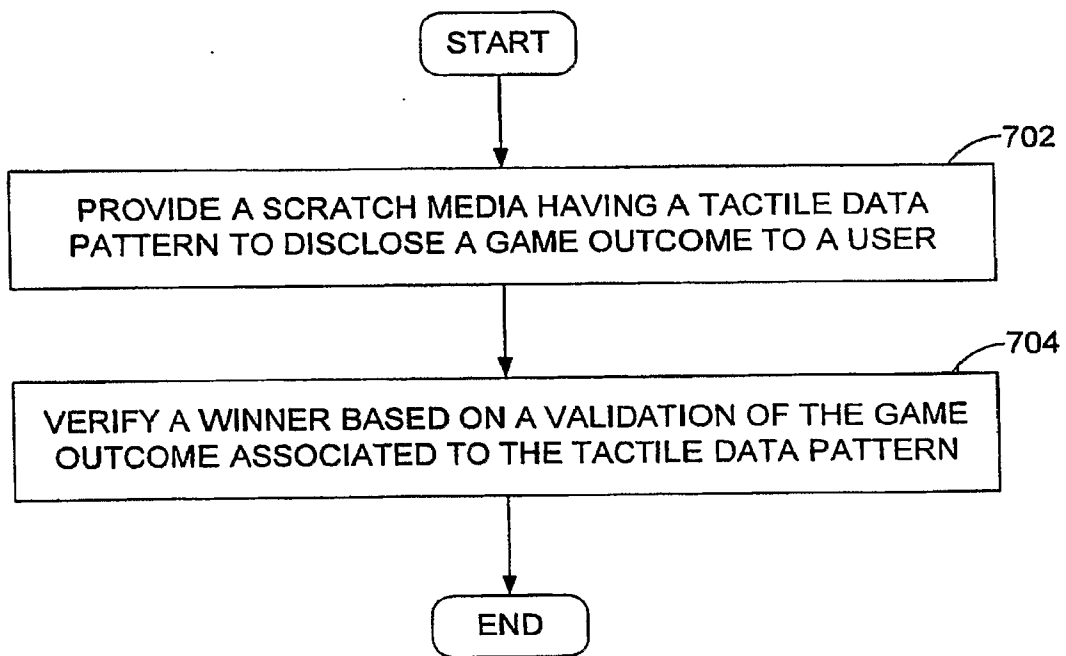 START
702
PROVIDE A SCRATCH MEDIA HAVING A TACTILE DATA
PATTERN TO DISCLOSE A GAME OUTCOME TO A USER
704
VERIFY A WINNER BASED ON A VALIDATION OF THE GAME
OUTCOME ASSOCIATED TO THE TACTILE DATA PATTERN
END